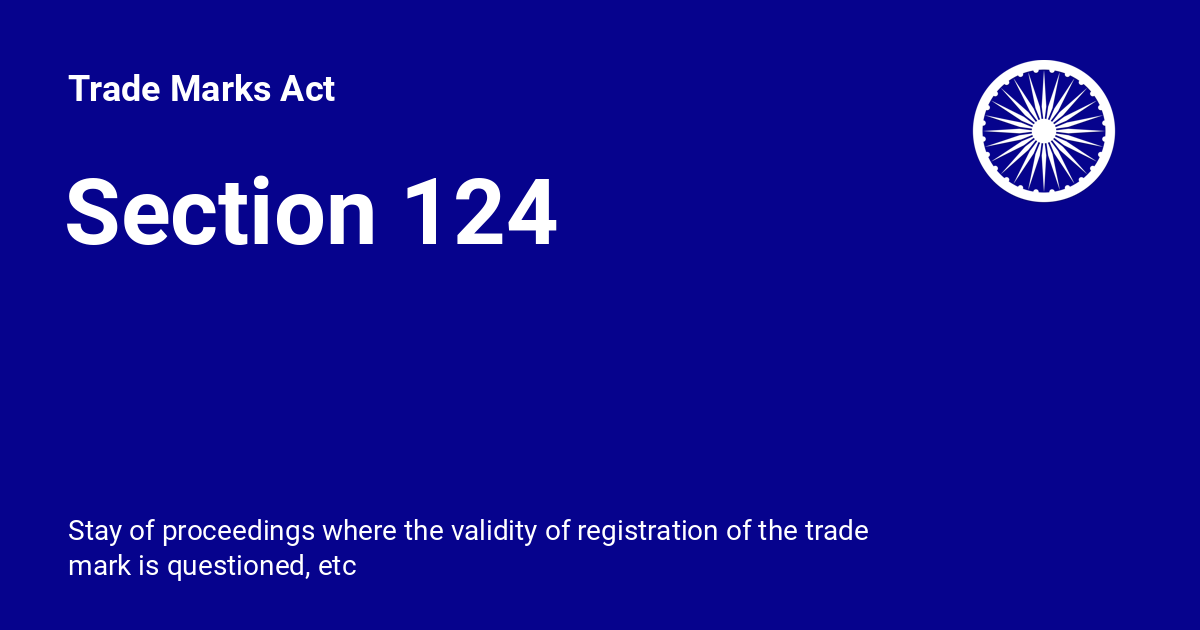 Trade Marks Act
Section 124
Stay of proceedings where the validity of registration of the trade
mark is questioned, etc